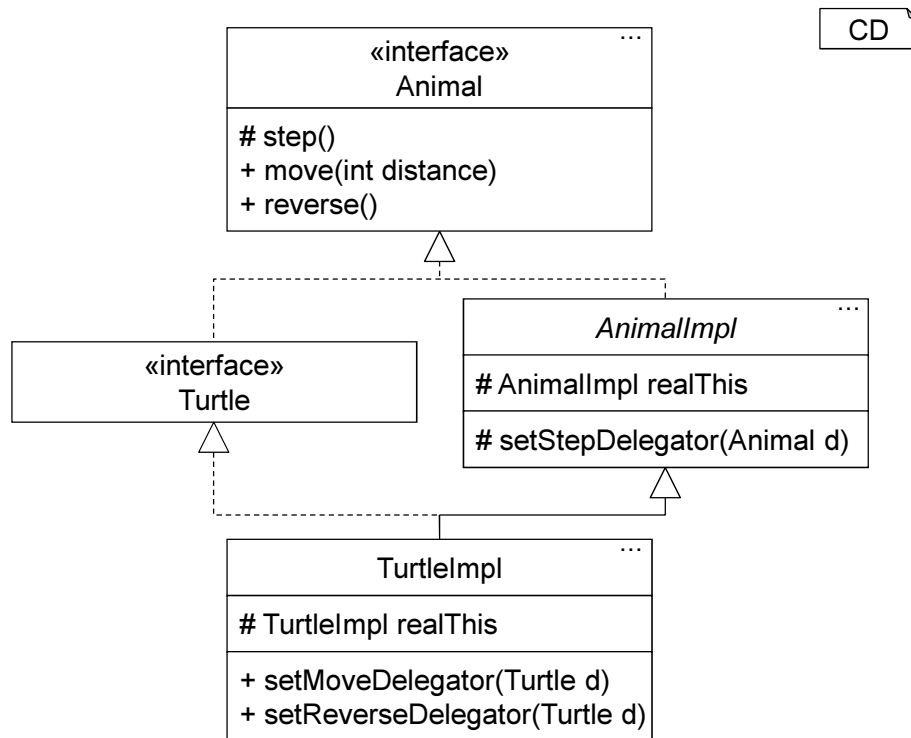 CD
...
«interface»
Animal
# step()
+ move(int distance)
+ reverse()
...
AnimalImpl
# AnimalImpl realThis
# setStepDelegator(Animal d)
«interface»
Turtle
...
TurtleImpl
# TurtleImpl realThis
+ setMoveDelegator(Turtle d)
+ setReverseDelegator(Turtle d)